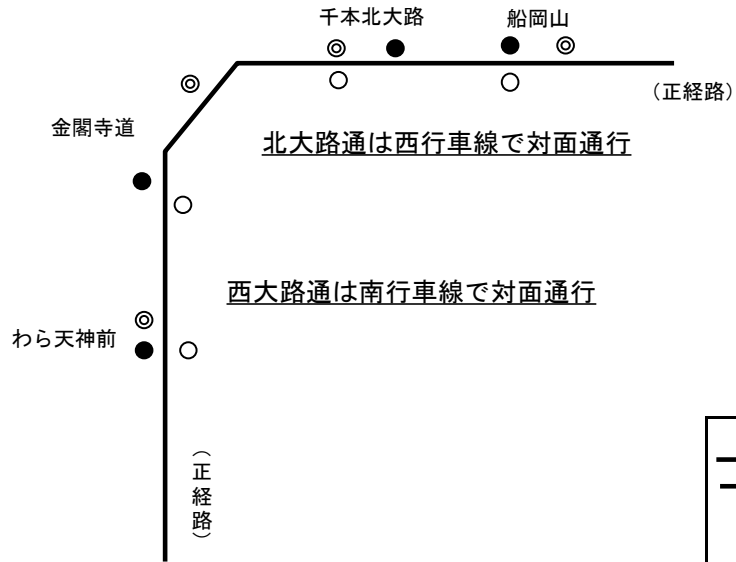 千本北大路
船岡山
(正経路)
金閣寺道
北大路通は西行車線で対面通行
西大路通は南行車線で対面通行
わら天神前
(正経路)